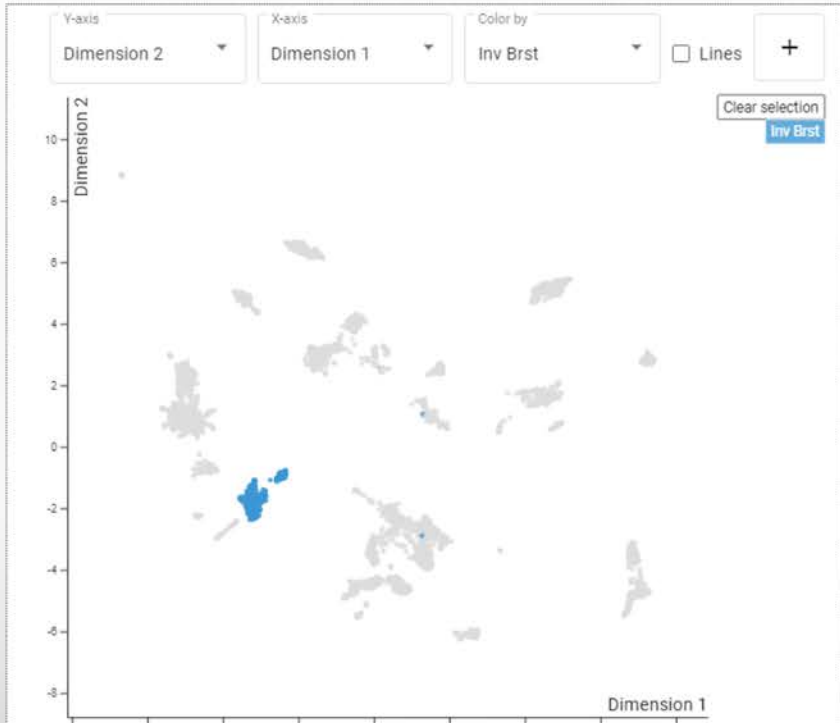 Y-axis
X-axis
Color by
Dimension 2
Dimension 1
Inv Brst
Lines
+
Clear selection
Inv Brst
Dimension 2
10
8
6
4
2
0
-2
-4
-6
-8
Dimension 1